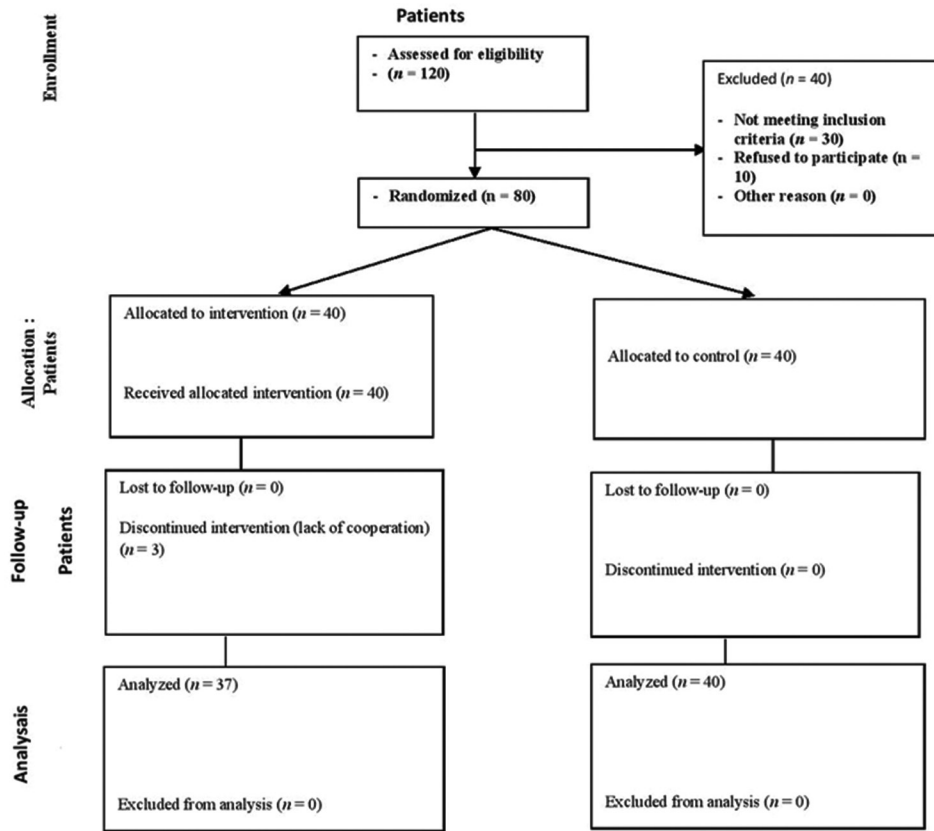 Patients
Enrollment
- Assessed for eligibility
- (n = 120)
Excluded (n = 40)
- Not meeting inclusion
criteria (n = 30)
- Refused to participate (n =
10)
- Other reason (n = 0)
- Randomized (n = 80)
Allocation :
Patients
Allocated to intervention (n = 40)
Received allocated intervention (n = 40)
Allocated to control (n = 40)
Follow-up
Patients
Lost to follow-up (n = 0)
Discontinued intervention (lack of cooperation)
(n = 3)
Lost to follow-up (n = 0)
Discontinued intervention (n = 0)
Analysais
Analyzed (n = 37)
Excluded from analysis (n = 0)
Analyzed (n = 40)
Excluded from analysis (n = 0)